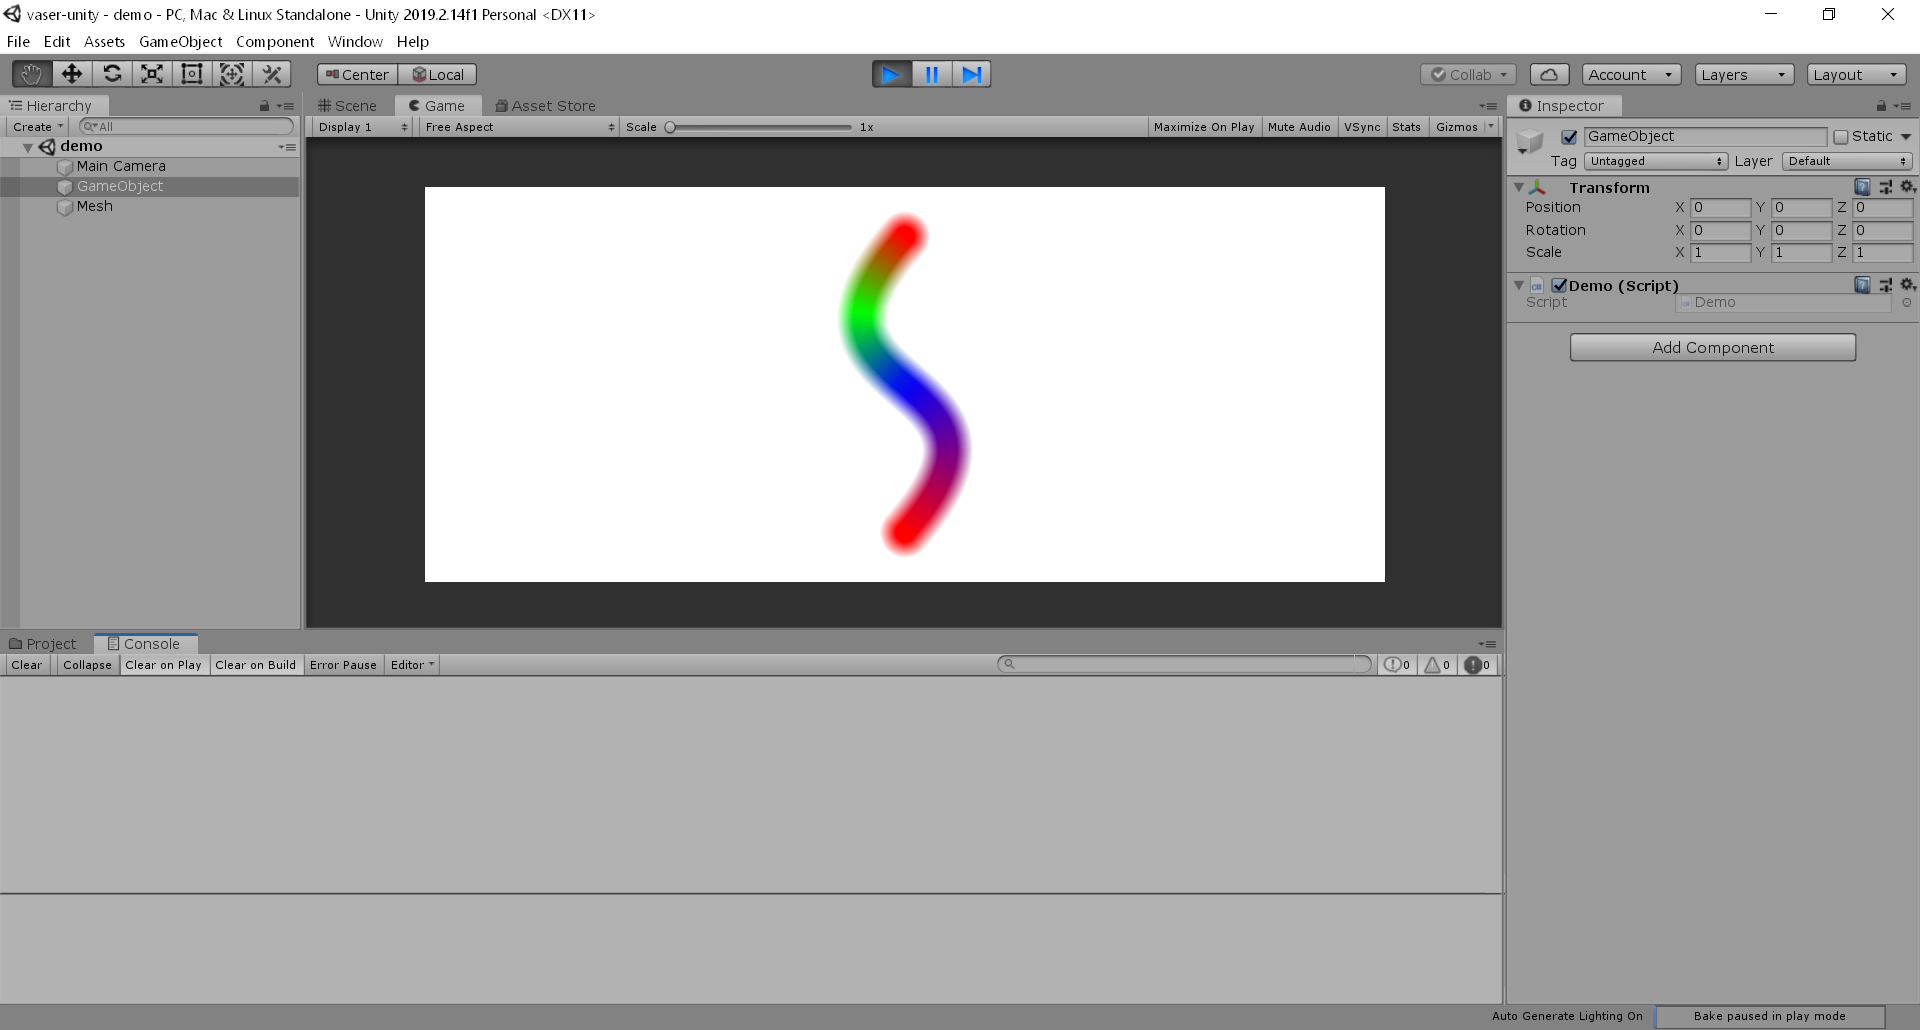 vaser-unity - demo - PC, Mac & Linux Standalone - Unity 2019.2.14f1 Personal <DX11>
File Edit Assets GameObject Component Window Help
Center Local Collab Account Layers Layout
Hierarchy Scene Game Asset Store Inspector
Create All Display 1 Free Aspect Scale 1x Maximize On Play Mute Audio VSync Stats Gizmos
demo
Main Camera
GameObject
Mesh
GameObject Static
Tag Untagged Layer Default
Transform
Position X 0 Y 0 Z 0
Rotation X 0 Y 0 Z 0
Scale X 1 Y 1 Z 1
Demo (Script)
Script Demo
Add Component
Project Console
Clear Collapse Clear on Play Clear on Build Error Pause Editor 0 0 0
Auto Generate Lighting On Bake paused in play mode